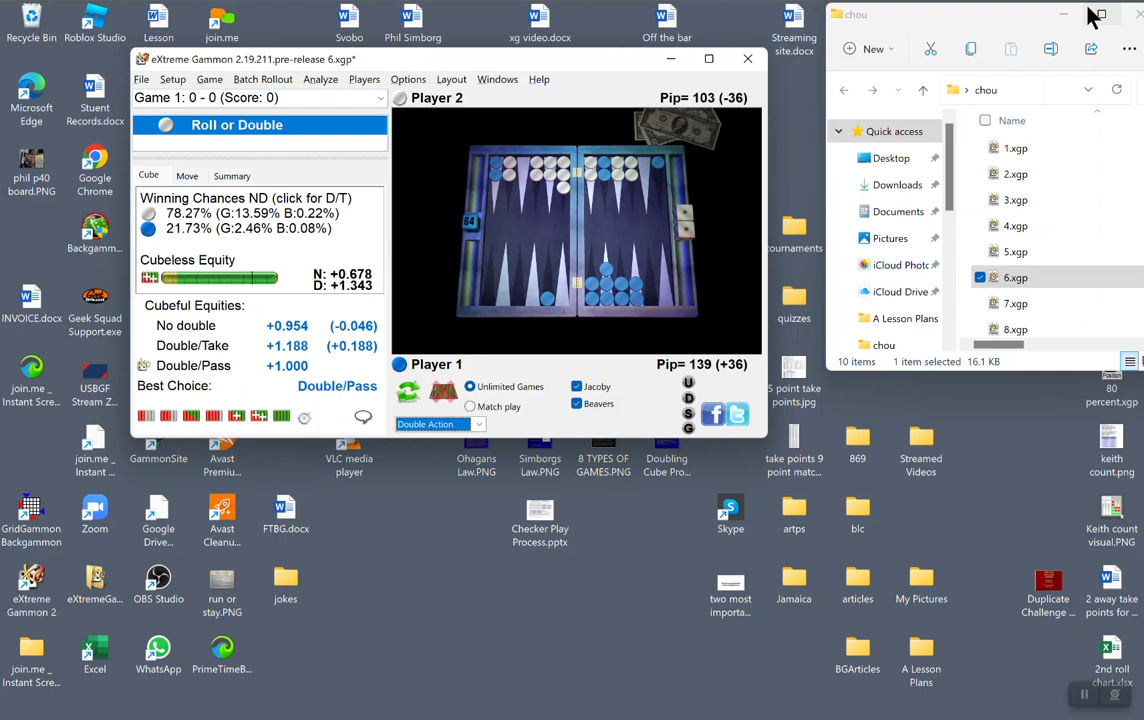 Recycle Bin
Roblox Studio
Lesson
join.me
Svobo
Phil Simborg
xg video.docx
Off the bar
Streaming
site.docx
chou
eXtreme Gammon 2.19.211.pre-release 6.xgp*
File Setup Game Batch Rollout Analyze Players Options Layout Windows Help
Game 1: 0 - 0 (Score: 0)
Player 2
Pip= 103 (-36)
Roll or Double
Cube Move Summary
Winning Chances ND (click for D/T)
78.27% (G:13.59% B:0.22%)
21.73% (G:2.46% B:0.08%)
Cubeless Equity
N: +0.678
D: +1.343
Cubeful Equities:
No double +0.954 (-0.046)
Double/Take +1.188 (+0.188)
Double/Pass +1.000
Best Choice: Double/Pass
64
Player 1
Pip= 139 (+36)
Unlimited Games
Jacoby
Match play
Beavers
Double Action
U
D
S
G
New
chou
Name
Quick access
Desktop
Downloads
Documents
Pictures
iCloud Photo
iCloud Drive
A Lesson Plans
chou
1.xgp
2.xgp
3.xgp
4.xgp
5.xgp
6.xgp
7.xgp
8.xgp
10 items 1 item selected 16.1 KB
Microsoft
Edge
Stuent
Records.docx
phil p40
board.PNG
Google
Chrome
Backgamm...
INVOICE.docx
Geek Squad
Support.exe
join.me _
Instant Scre...
USBGF
Stream Z...
tournaments
quizzes
5 point take
points.jpg
80
percent.xgp
join.me _
Instant Scre...
GammonSite
Avast
Premiu...
VLC media
player
Ohagans
Law.PNG
Simborgs
Law.PNG
8 TYPES OF
GAMES.PNG
Doubling
Cube Pro...
take points 9
point matc...
869
Streamed
Videos
keith
count.png
GridGammon
Backgammon
Zoom
Google
Drive...
Avast
Cleanu...
FTBG.docx
Checker Play
Process.pptx
Skype
artps
blc
Keith count
visual.PNG
eXtreme
Gammon 2
eXtremeGa...
OBS Studio
run or
stay.PNG
jokes
two most
importa...
Jamaica
articles
My Pictures
Duplicate
Challenge ...
2 away take
points for...
join.me _
Instant Scre...
Excel
WhatsApp
PrimeTimeB...
BGArticles
A Lesson
Plans
2nd roll
chart.xlsx